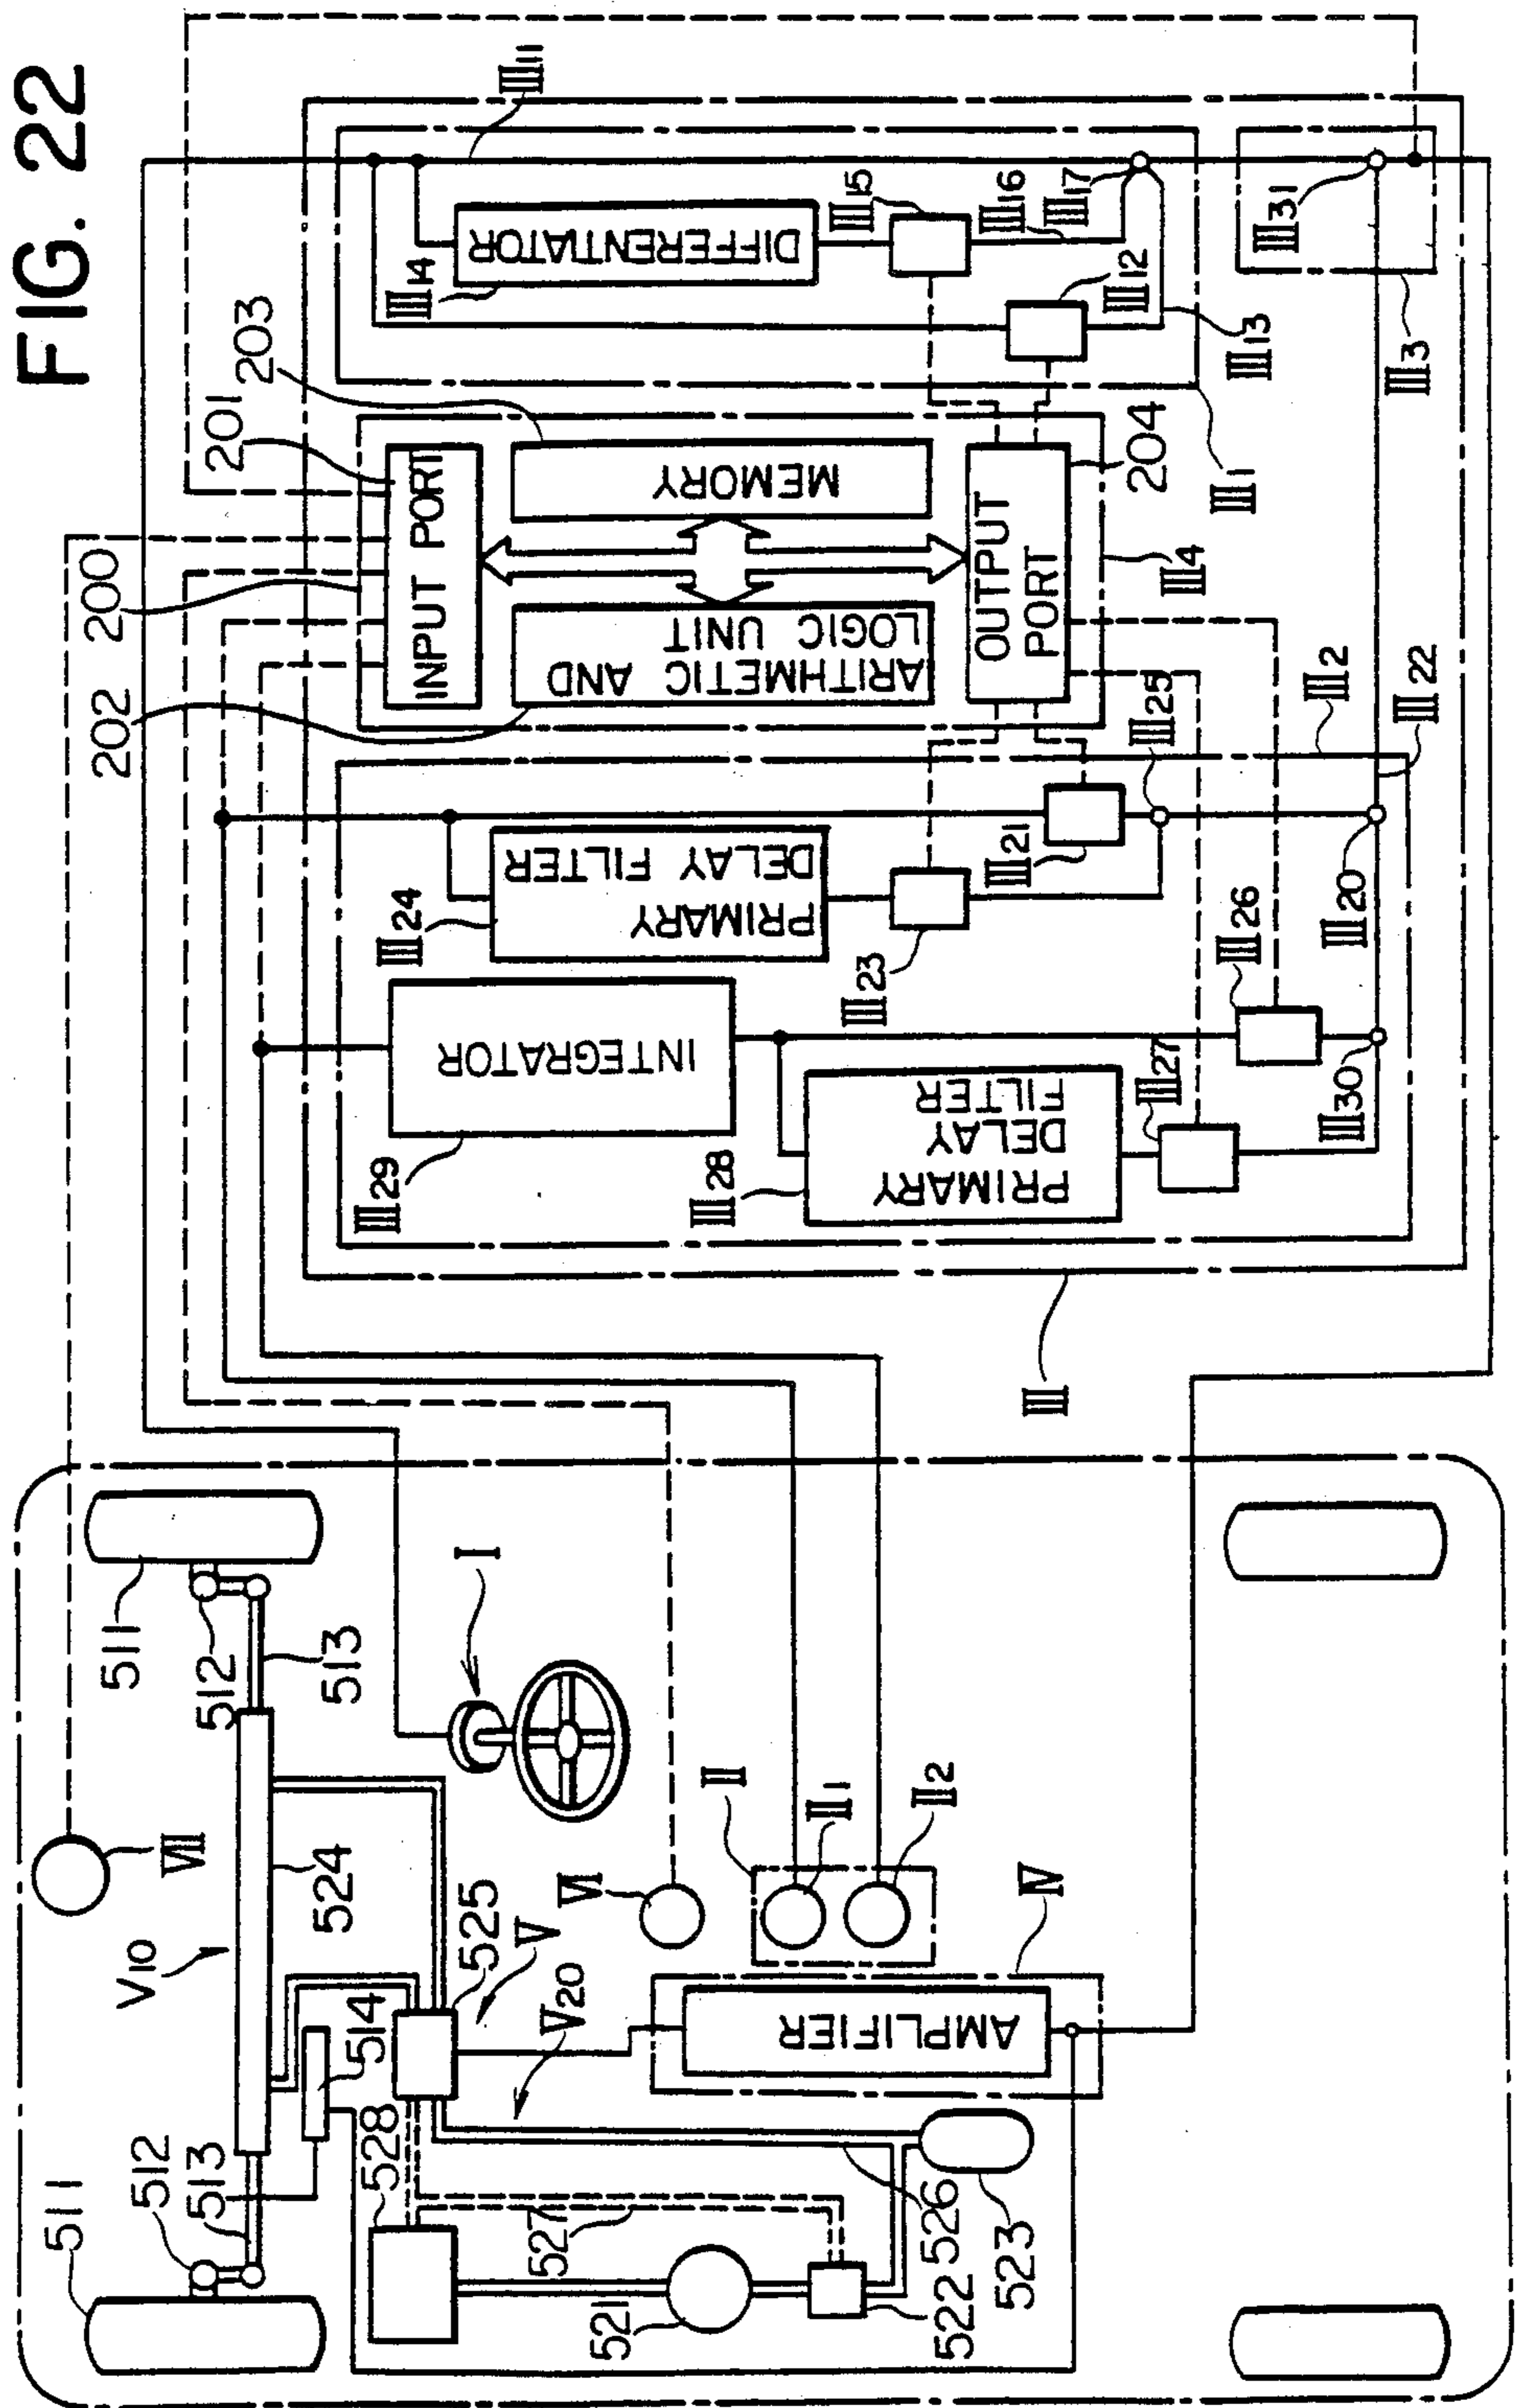 FIG. 22
III11
DIFFERENTIATOR
III14
III15
III16
III17
III12
III13
III31
III3
III1
203
201
200
202
INPUT PORT
MEMORY
ARITHMETIC AND
LOGIC UNIT
OUTPUT
PORT
204
III4
III2
III22
III25
PRIMARY
DELAY FILTER
III24
III23
III21
III20
III26
INTEGRATOR
III29
PRIMARY
DELAY
FILTER
III28
III27
III30
III
511
512
513
I
VII
524
V10
514
525
V
V20
VI
II
II1
II2
IV
AMPLIFIER
528
527
526
523
522
521
511
512
513